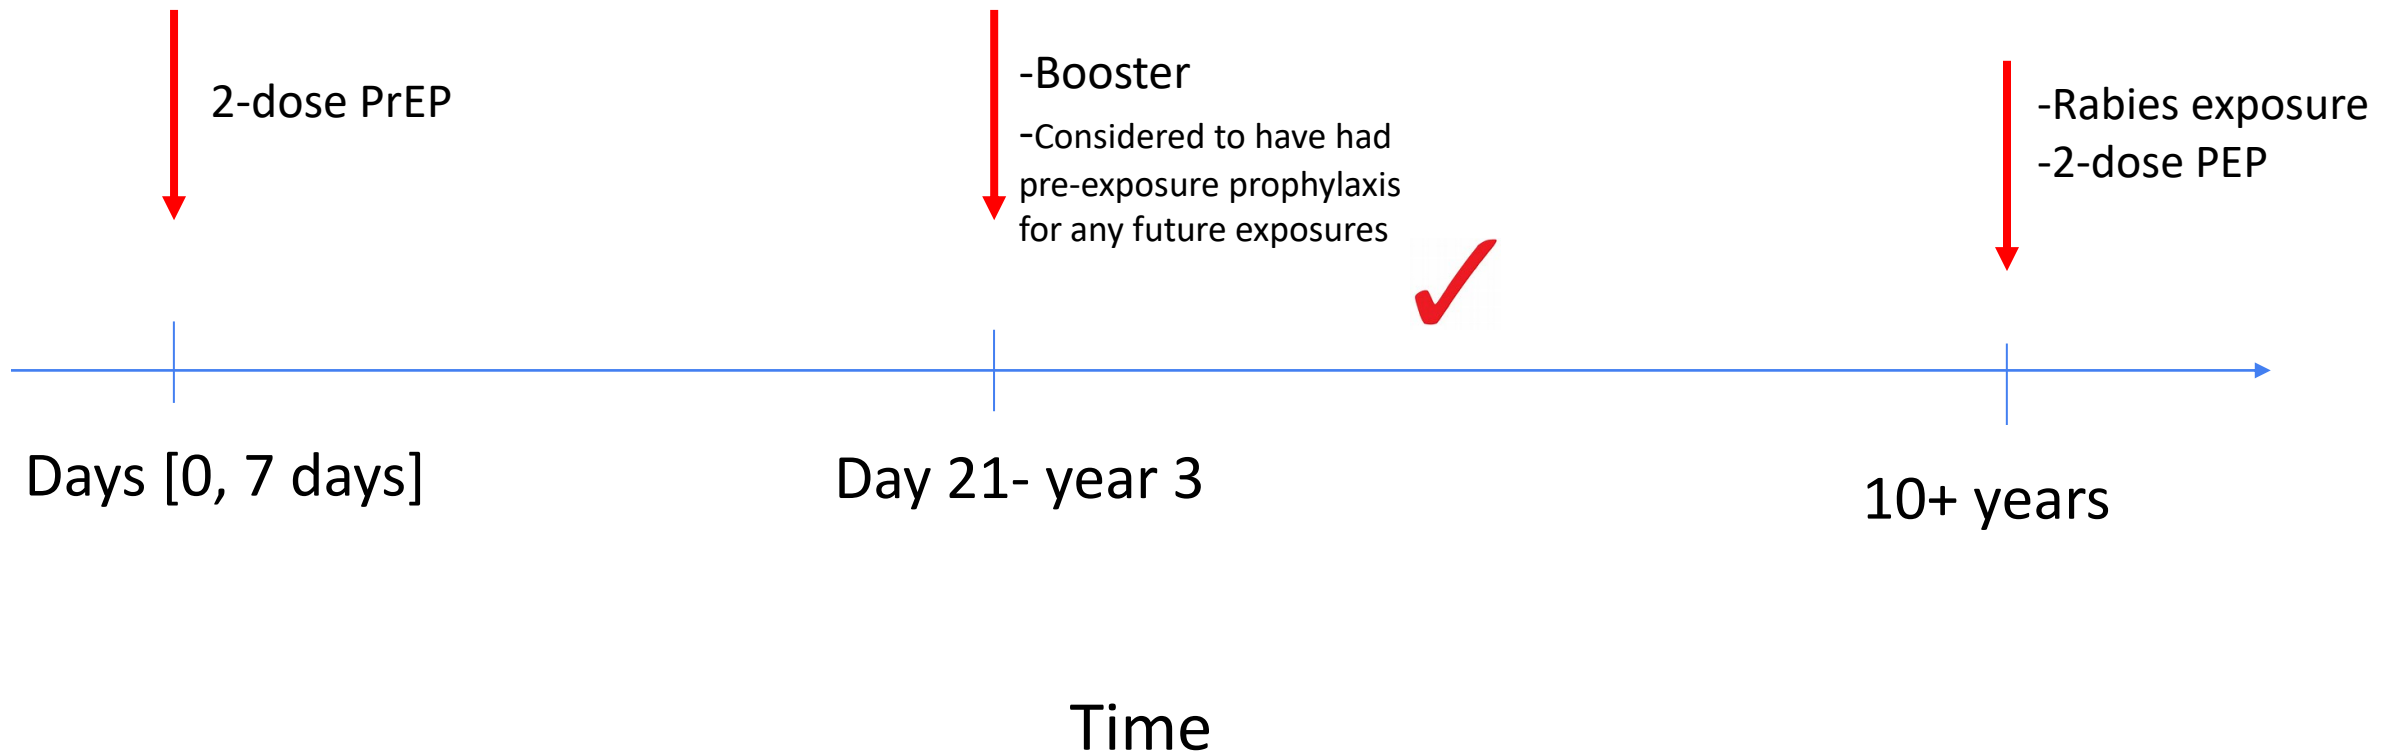 2-dose PrEP
-Booster
-Considered to have had
pre-exposure prophylaxis
for any future exposures
-Rabies exposure
-2-dose PEP
Days [0, 7 days]
Day 21- year 3
10+ years
Time